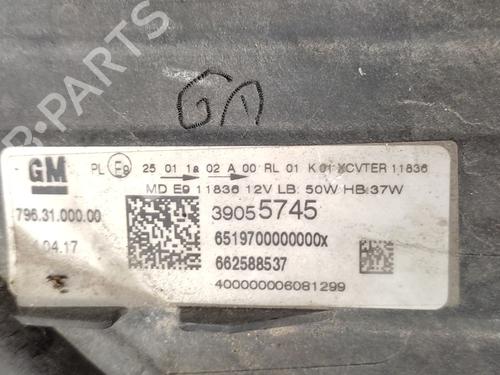 GM
GM
PL E9 25 01 1a 02 A 00 RL 01 K 01 XCVTER 11836
MD E9 11836 12V LB: 50W HB:37W
796.31.000.00
39055745
.04.17
6519700000000x
662588537
400000006081299
PARTS